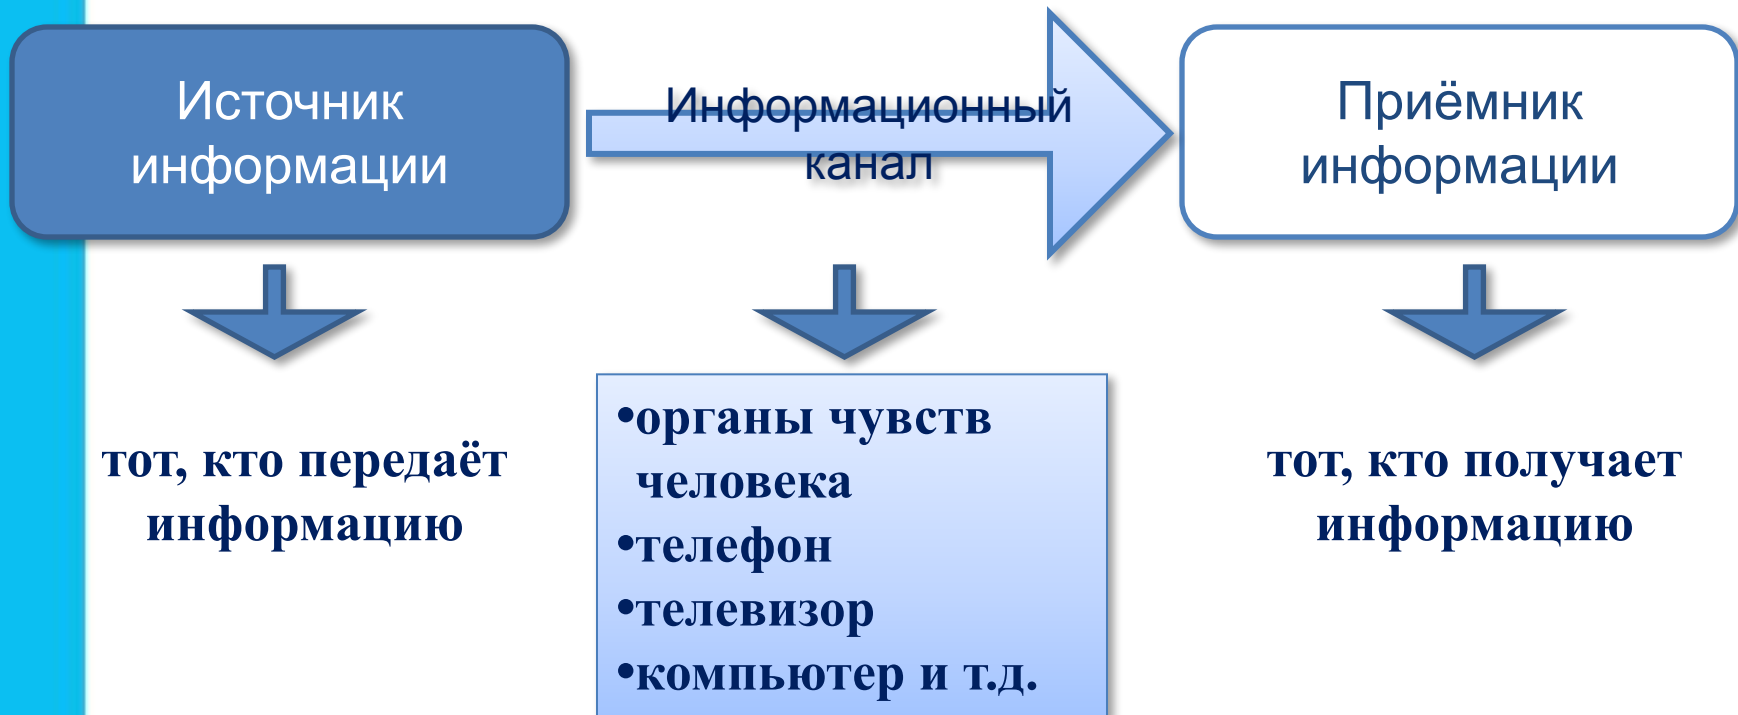 Источник
информации
Информационный
канал
Приёмник
информации
тот, кто передаёт
информацию
•органы чувств
человека
•телефон
•телевизор
•компьютер и т.д.
тот, кто получает
информацию